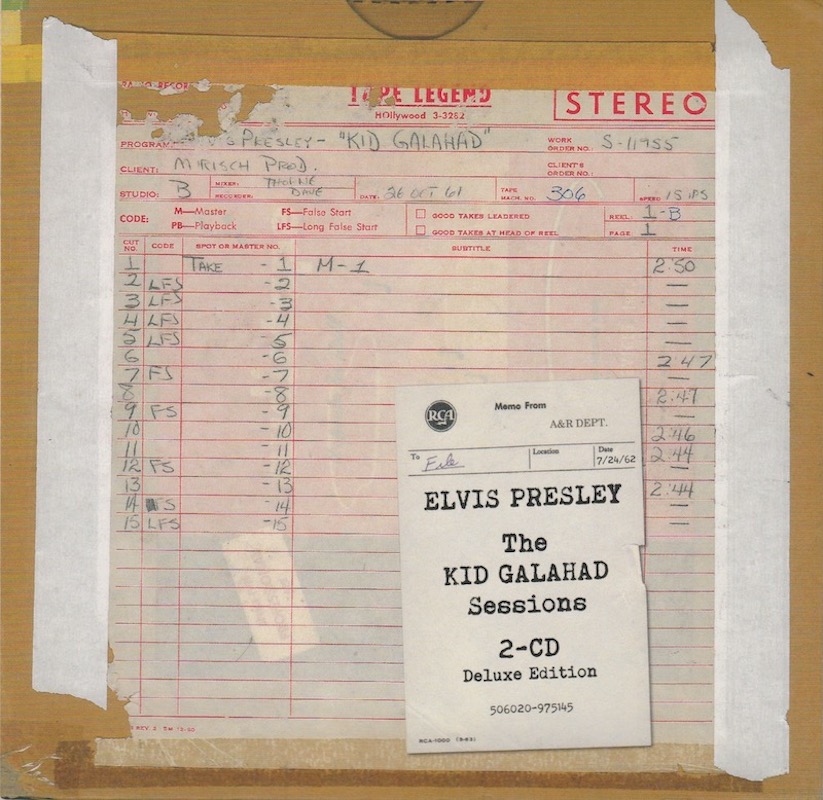 TAPE LEGEND
HOllywood 3-3282
STEREO
PROGRAM: ELVIS PRESLEY - "KID GALAHAD"
WORK ORDER NO.: S-11955
CLIENT: MIRISCH PROD.
CLIENT'S ORDER NO.:
STUDIO: B
MIXER: THORNE
RECORDER: DAVE
DATE: 26 OCT 61
TAPE MACH. NO. 306
SPEED 15 IPS
CODE: M—Master FS—False Start
PB—Playback LFS—Long False Start
GOOD TAKES LEADERED
GOOD TAKES AT HEAD OF REEL
REEL: 1-B
PAGE: 1
CUT NO. CODE SPOT OR MASTER NO. SUBTITLE TIME
1 TAKE - 1 M-1 2:50
2 LFS -2 —
3 LFS -3 —
4 LFS -4 —
5 LFS -5 —
6 -6 2:47
7 FS -7 —
8 -8 2:47
9 FS -9 —
10 -10 2:46
11 -11 2:44
12 FS -12 —
13 -13 2:44
14 FS -14 —
15 LFS -15 —
RCA
Memo From
A&R DEPT.
To File Location Date 7/24/62
ELVIS PRESLEY
The
KID GALAHAD
Sessions
2-CD
Deluxe Edition
506020-975145